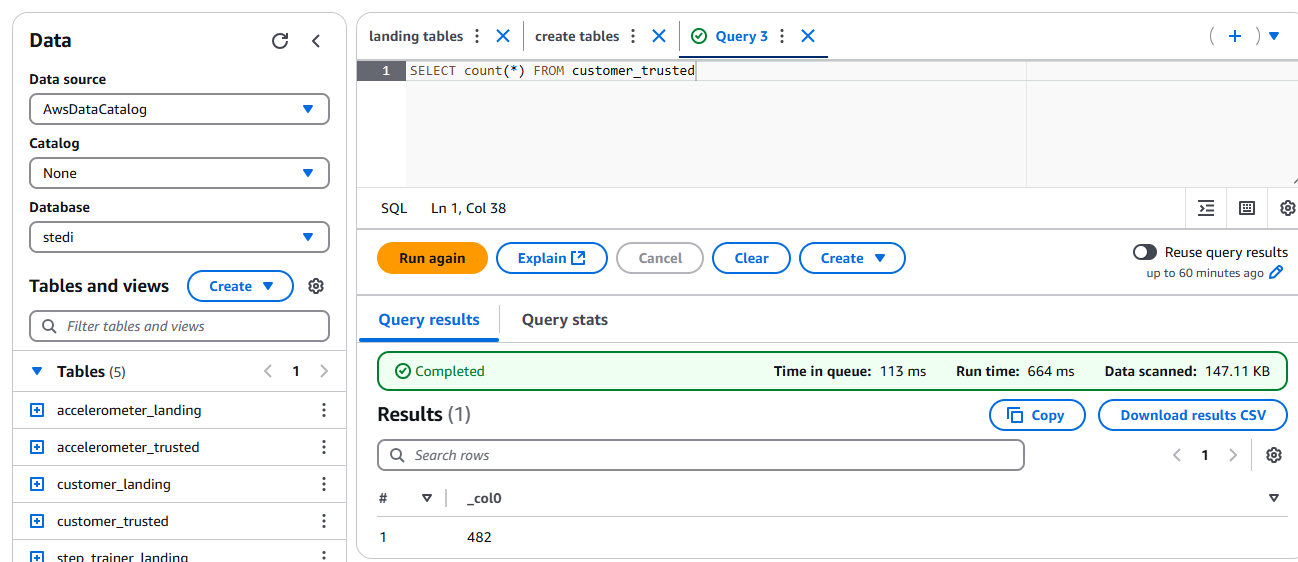 Data
Data source
AwsDataCatalog
Catalog
None
Database
stedi
Tables and views
Create
Filter tables and views
Tables (5)
1
accelerometer_landing
accelerometer_trusted
customer_landing
customer_trusted
step_trainer_landing
landing tables
create tables
Query 3
1 SELECT count(*) FROM customer_trusted
SQL Ln 1, Col 38
Run again
Explain
Cancel
Clear
Create
Reuse query results
up to 60 minutes ago
Query results
Query stats
Completed
Time in queue: 113 ms
Run time: 664 ms
Data scanned: 147.11 KB
Results (1)
Copy
Download results CSV
Search rows
1
# _col0
1 482